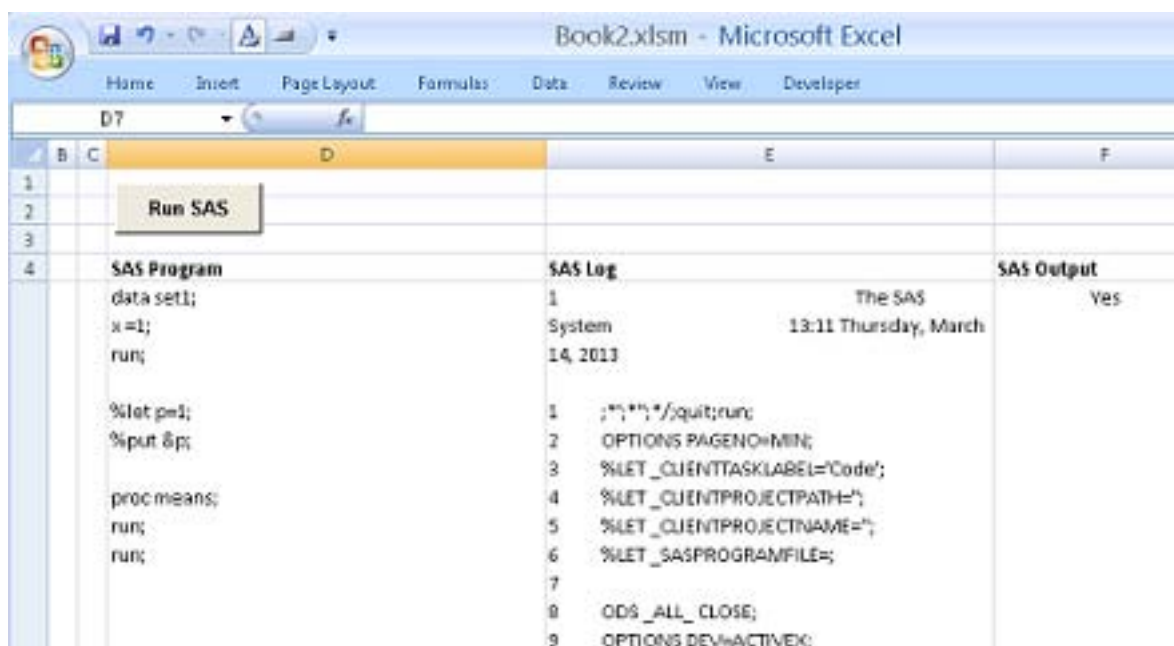 Book2.xlsm - Microsoft Excel
Home Insert Page Layout Formulas Data Review View Developer
D7 fx
B C D E F
1
2 Run SAS
3
4 SAS Program SAS Log SAS Output
data set1; 1 The SAS Yes
x =1; System 13:11 Thursday, March
run; 14, 2013
%let p=1; 1 ;*';*";*/;quit;run;
%put &p; 2 OPTIONS PAGENO=MIN;
3 %LET _CLIENTTASKLABEL='Code';
proc means; 4 %LET _CLIENTPROJECTPATH='';
run; 5 %LET _CLIENTPROJECTNAME='';
run; 6 %LET _SASPROGRAMFILE=;
7
8 ODS _ALL_ CLOSE;
9 OPTIONS DEV=ACTIVEX;